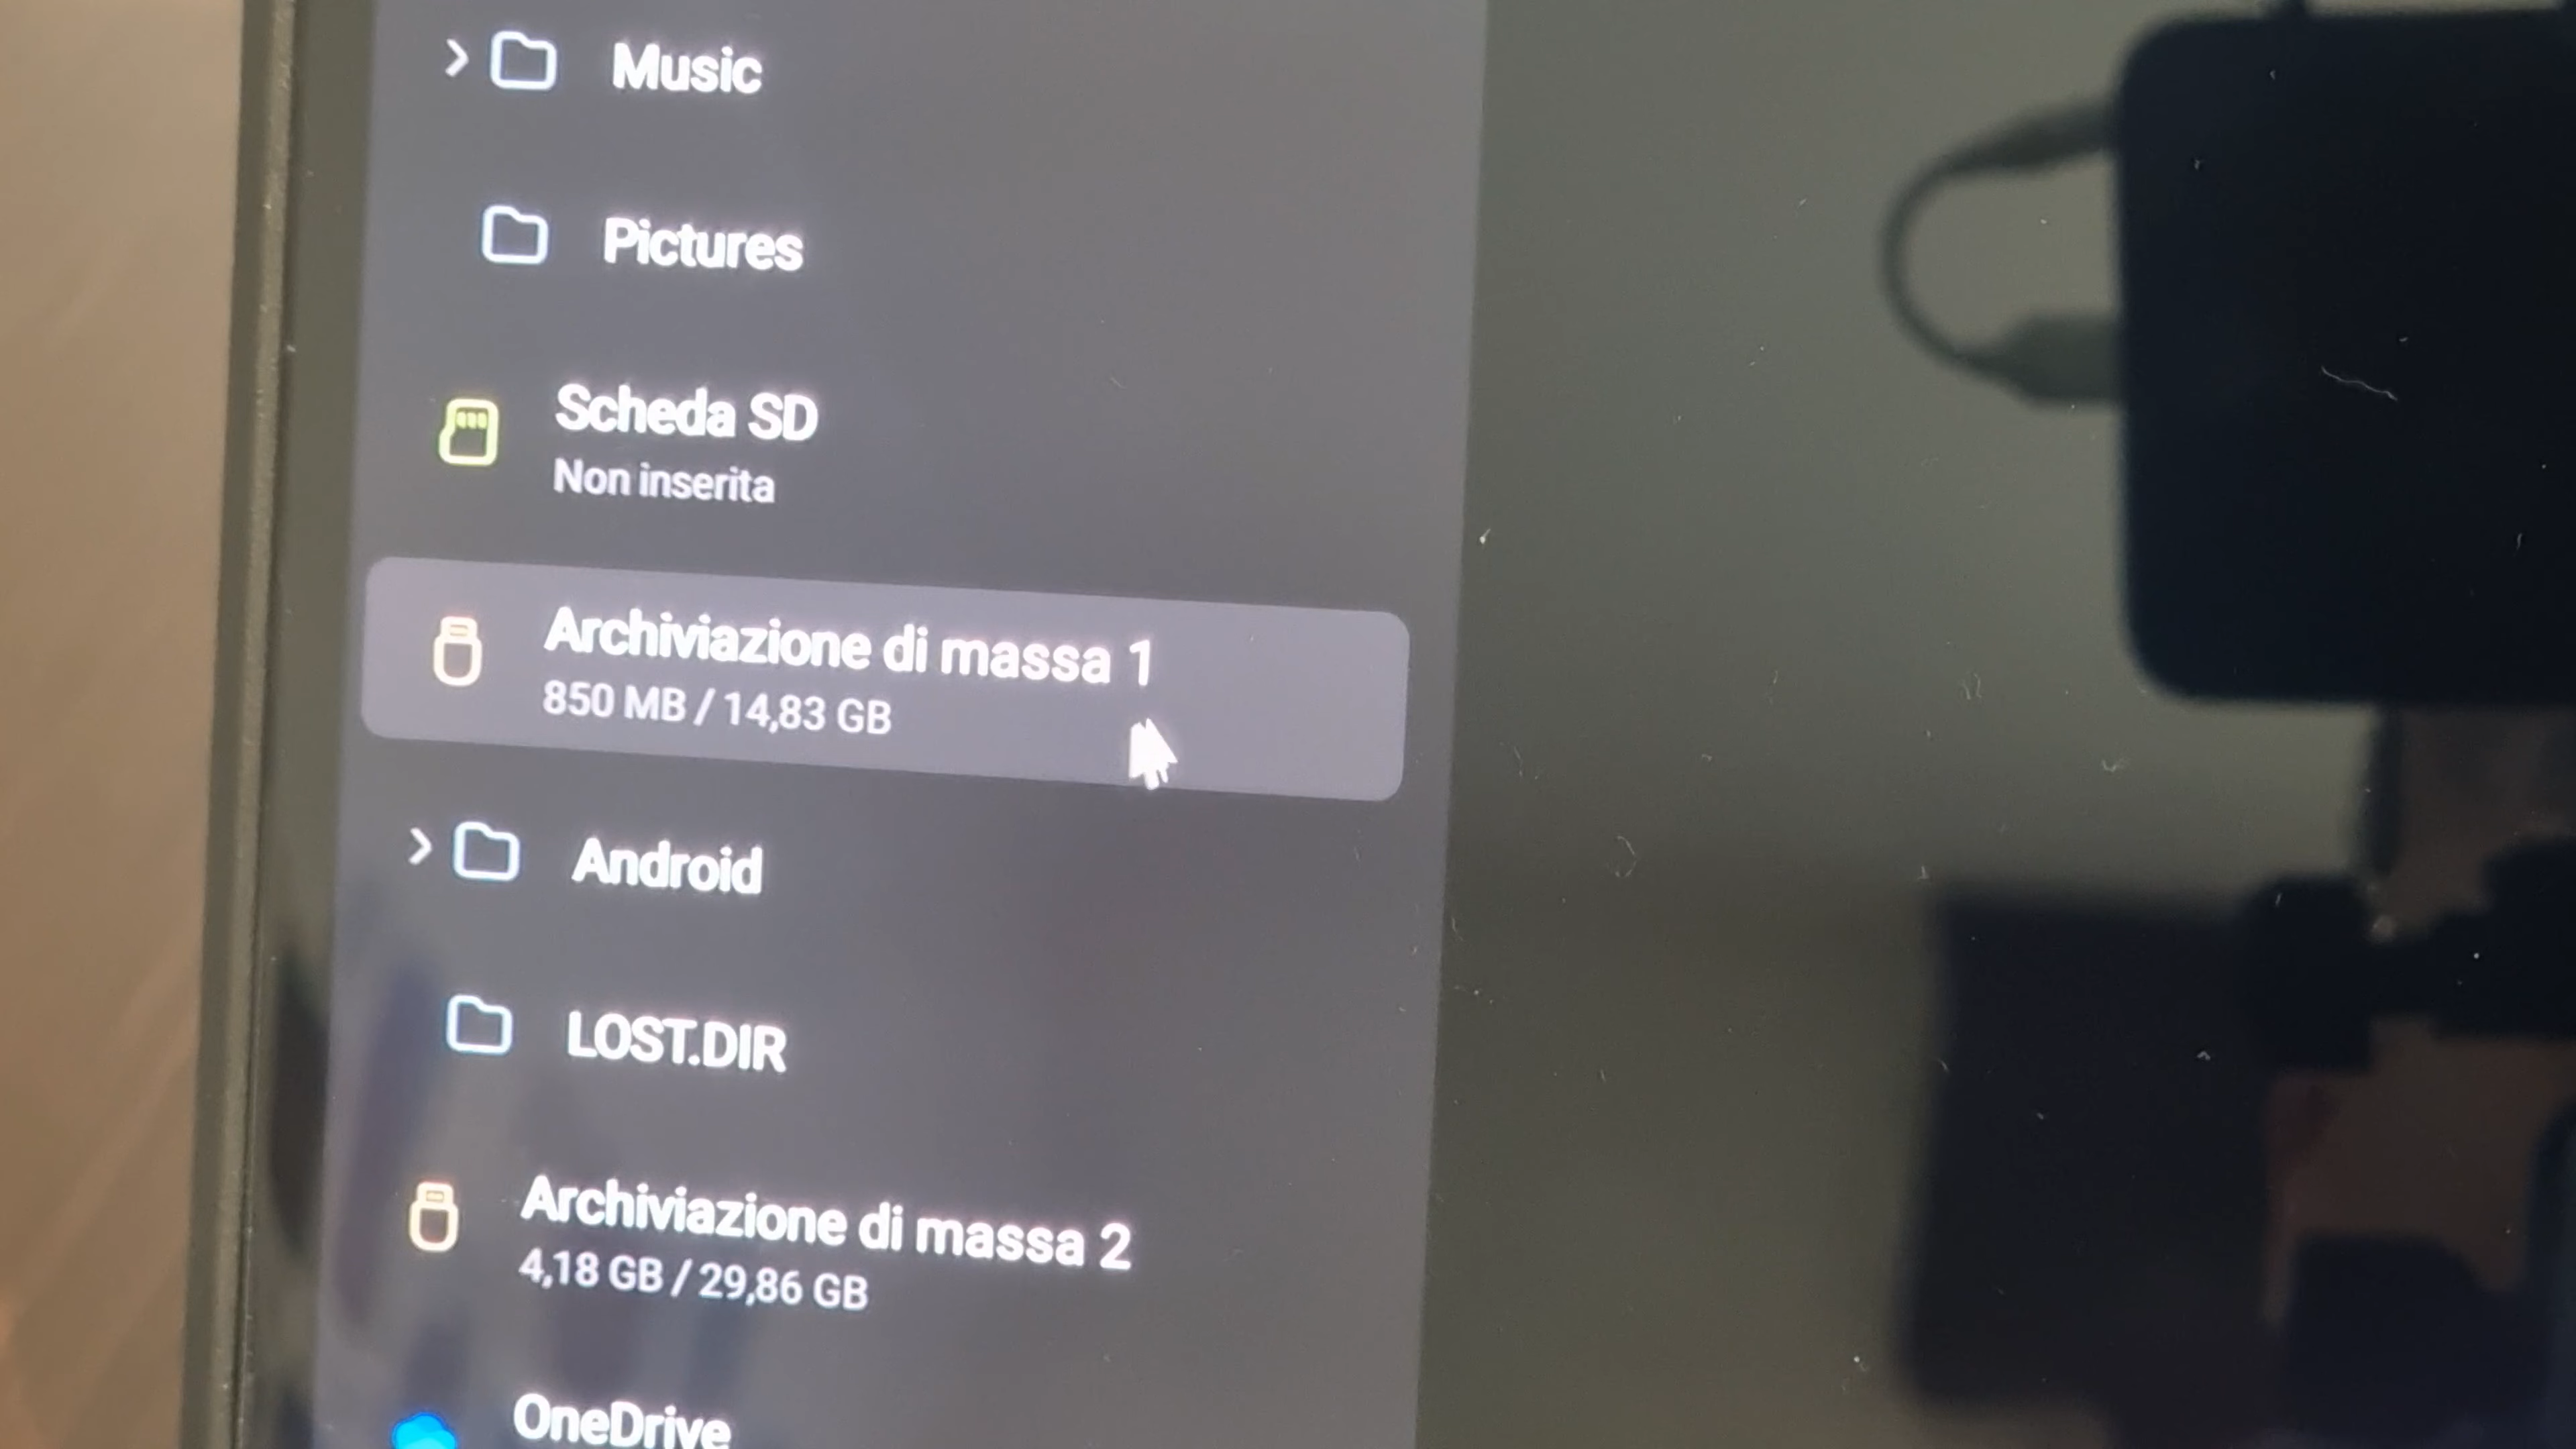 Music
Pictures
Scheda SD
Non inserita
Archiviazione di massa 1
850 MB / 14,83 GB
Android
LOST.DIR
Archiviazione di massa 2
4,18 GB / 29,86 GB
OneDrive